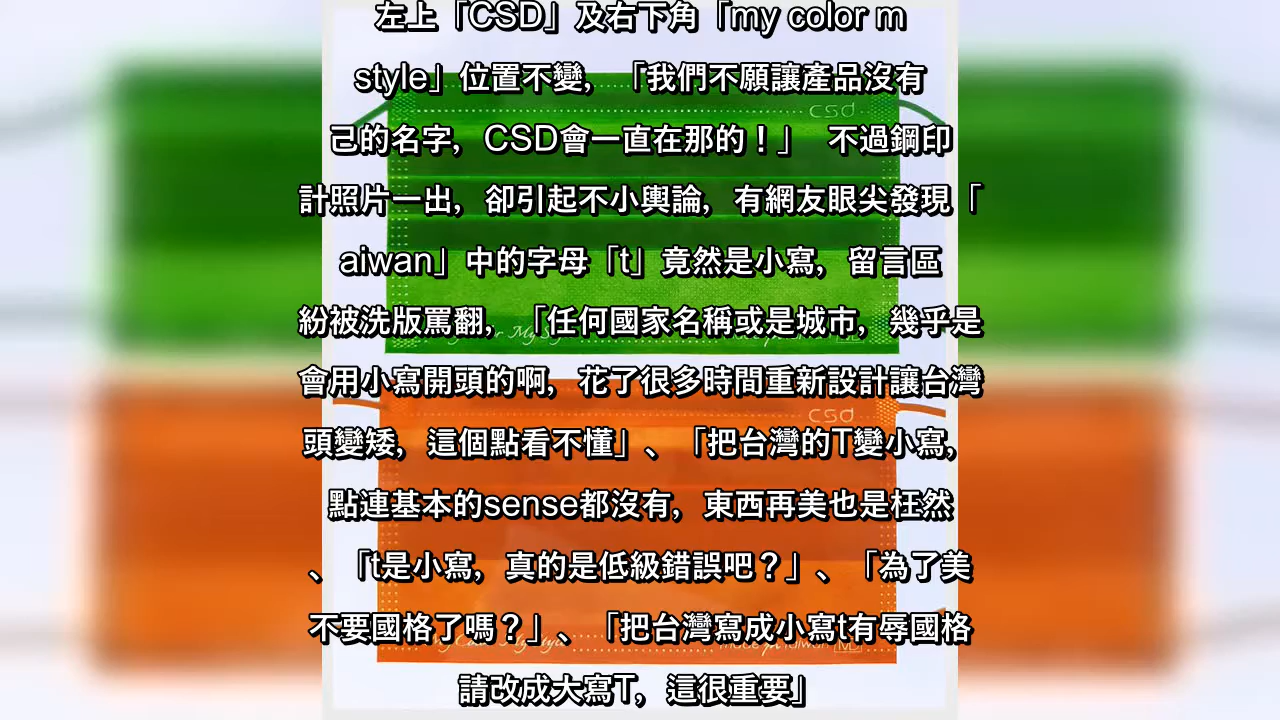 左上「CSD」及右下角「my color m
style」位置不變，「我們不願讓產品沒有
己的名字，CSD會一直在那的！」 不過鋼印
計照片一出，卻引起不小輿論，有網友眼尖發現「
aiwan」中的字母「t」竟然是小寫，留言區
紛被洗版罵翻，「任何國家名稱或是城市，幾乎是
會用小寫開頭的啊，花了很多時間重新設計讓台灣
頭變矮，這個點看不懂」、「把台灣的T變小寫，
點連基本的sense都沒有，東西再美也是枉然
、「t是小寫，真的是低級錯誤吧？」、「為了美
不要國格了嗎？」、「把台灣寫成小寫t有辱國格
請改成大寫T，這很重要」
csd
csd